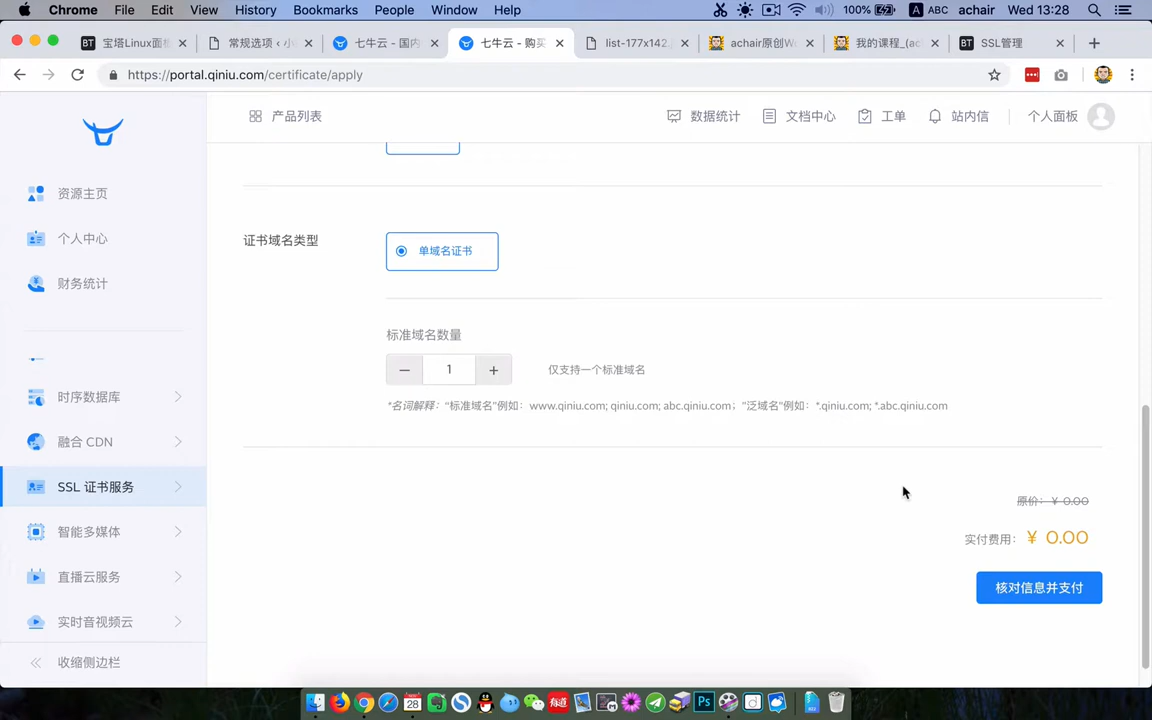 Chrome File Edit View History Bookmarks People Window Help 100% A ABC achair Wed 13:28
BT 宝塔Linux面 常规选项 ‹ 小 七牛云 - 国内 七牛云 - 购买 list-177x142. achair原创Wo 我的课程_(ac BT SSL管理
https://portal.qiniu.com/certificate/apply
产品列表 数据统计 文档中心 工单 站内信 个人面板
资源主页
个人中心
财务统计
时序数据库
融合 CDN
SSL 证书服务
智能多媒体
直播云服务
实时音视频云
收缩侧边栏
证书域名类型
单域名证书
标准域名数量
1 仅支持一个标准域名
*名词解释：“标准域名”例如：www.qiniu.com; qiniu.com; abc.qiniu.com；“泛域名”例如：*.qiniu.com; *.abc.qiniu.com
原价：¥ 0.00
实付费用： ¥ 0.00
核对信息并支付
28 有道 Ps